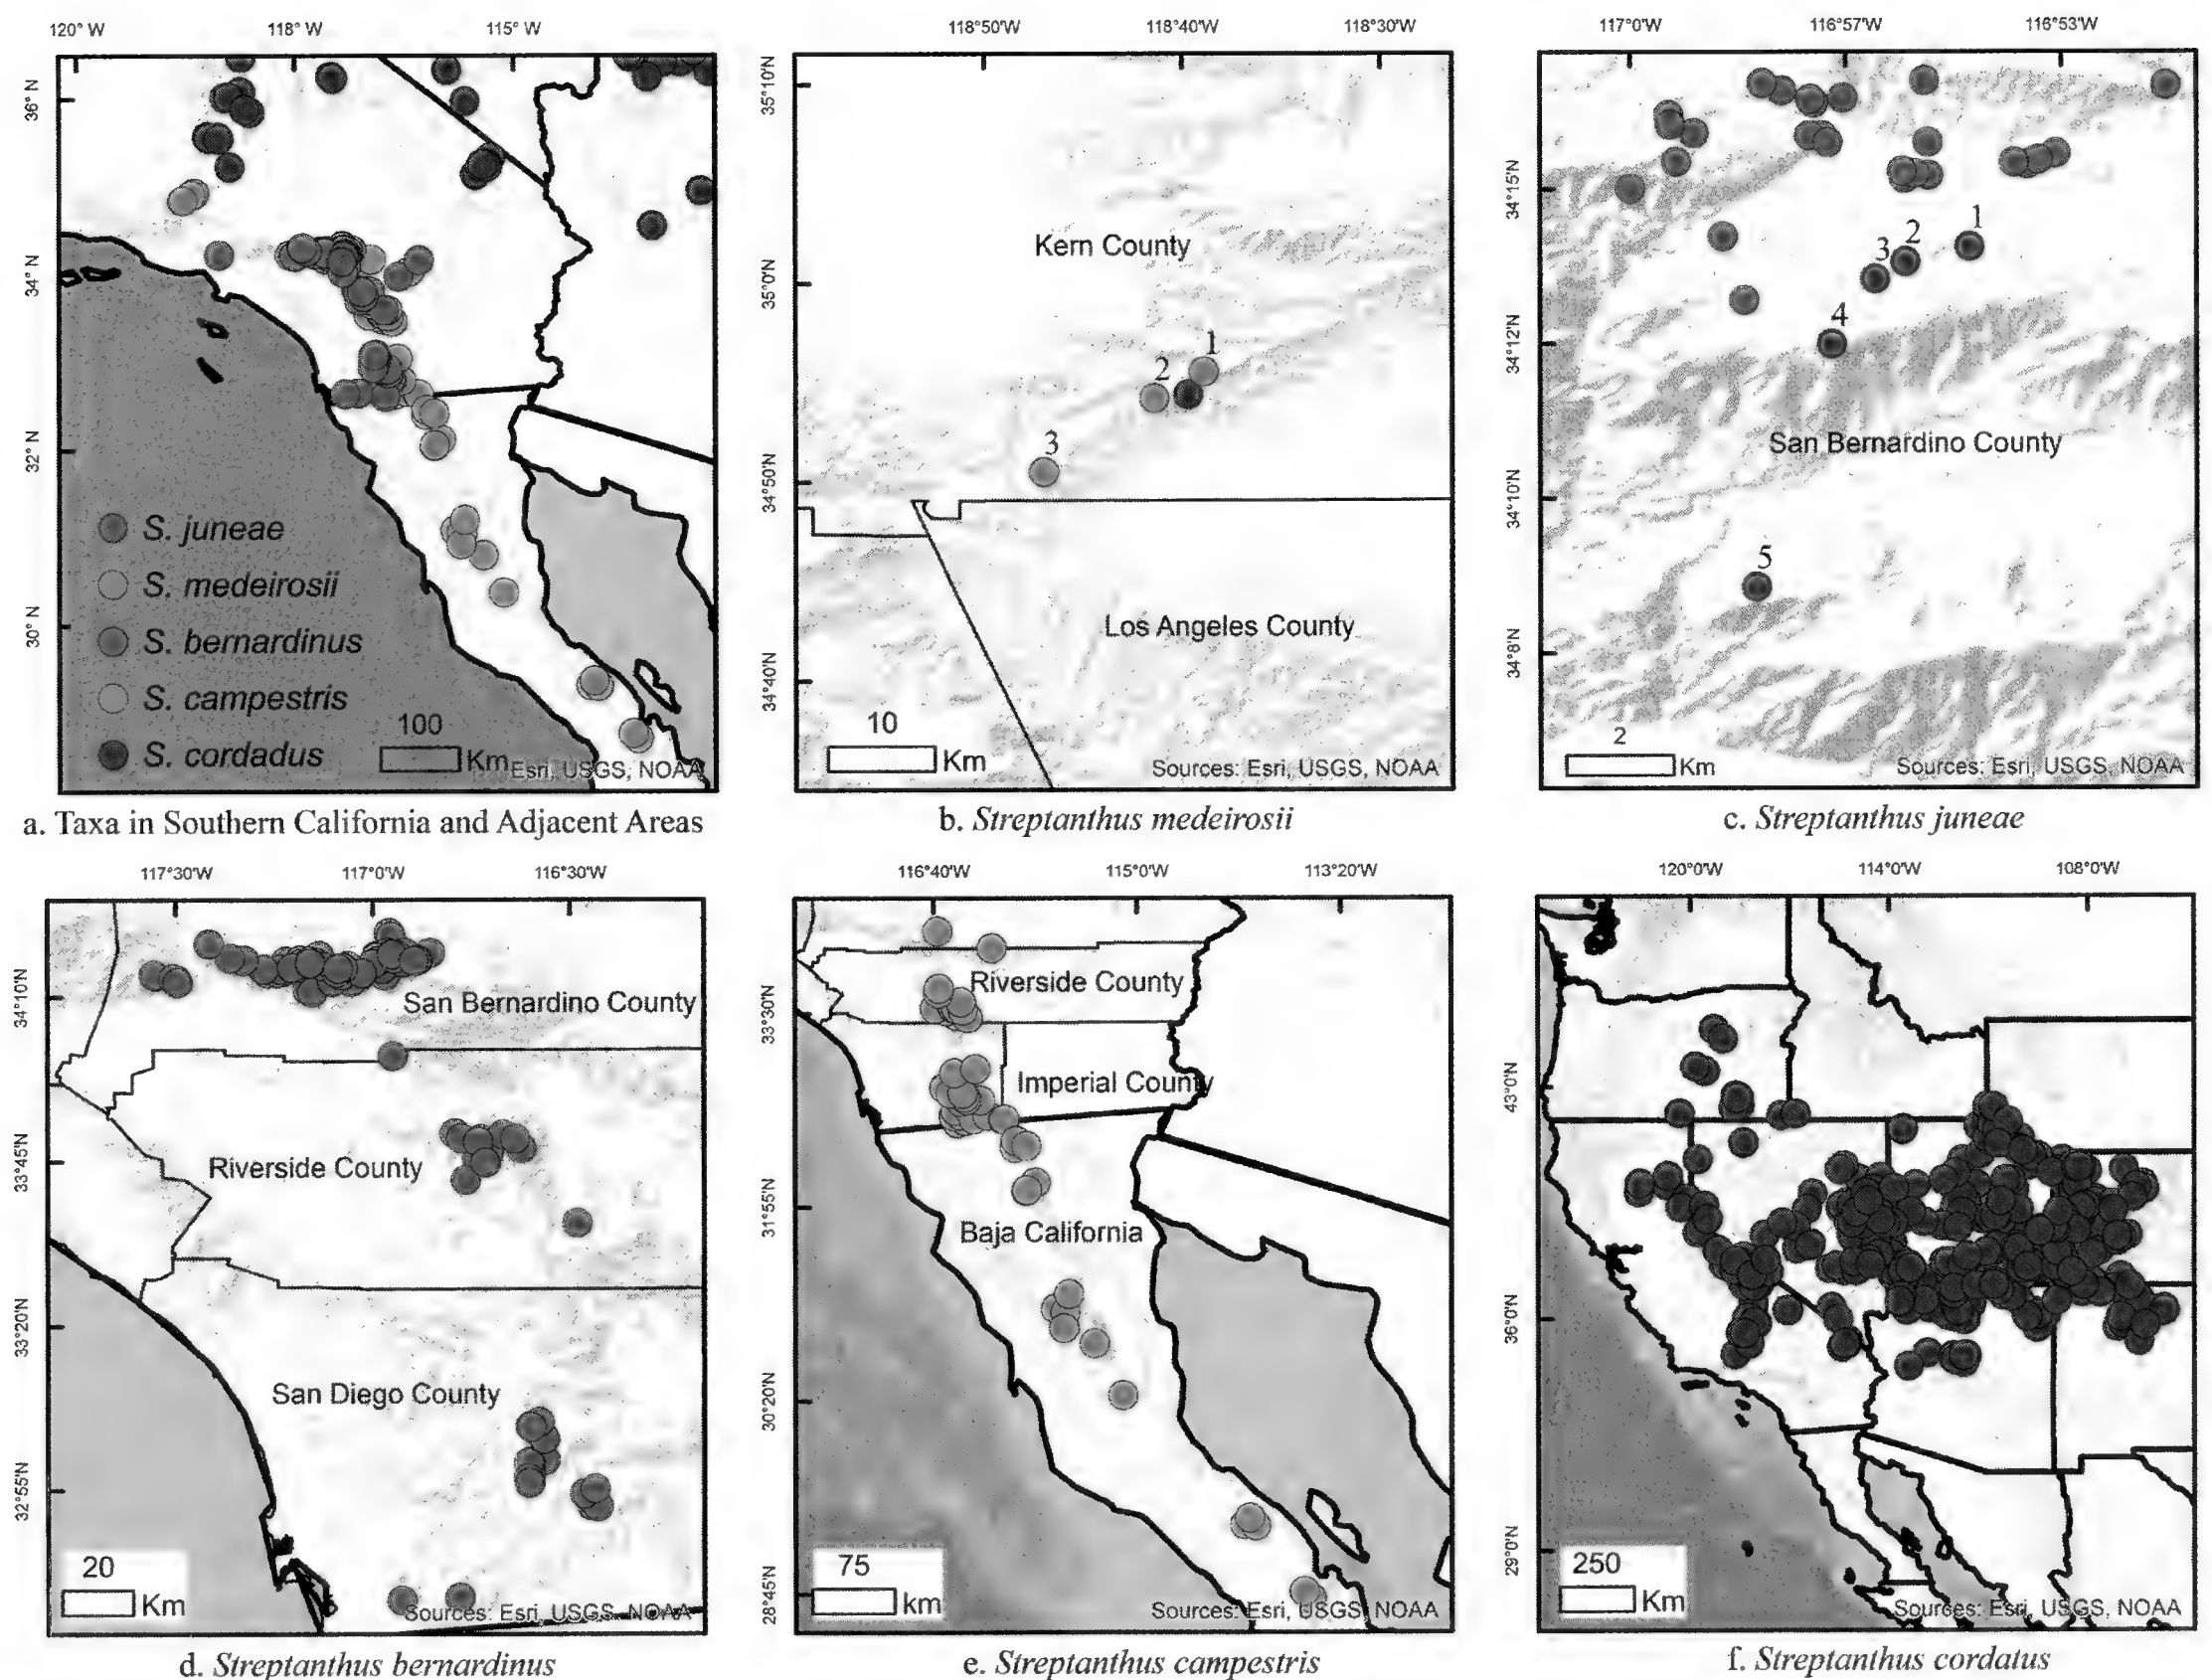 120° W 118° W 115° W
36° N
34° N
32° N
30° N
S. juneae
S. medeirosii
S. bernardinus
S. campestris
S. cordadus
100
Km
Esri, USGS, NOAA
a. Taxa in Southern California and Adjacent Areas
118°50'W 118°40'W 118°30'W
35°10'N
35°0'N
34°50'N
34°40'N
Kern County
1
2
3
Los Angeles County
10
Km
Sources: Esri, USGS, NOAA
b. Streptanthus medeirosii
117°0'W 116°57'W 116°53'W
34°15'N
34°12'N
34°10'N
34°8'N
1
2
3
4
San Bernardino County
5
2
Km
Sources: Esri, USGS, NOAA
c. Streptanthus juneae
117°30'W 117°0'W 116°30'W
34°10'N
33°45'N
33°20'N
32°55'N
San Bernardino County
Riverside County
San Diego County
20
Km
Sources: Esri, USGS, NOAA
d. Streptanthus bernardinus
116°40'W 115°0'W 113°20'W
33°30'N
31°55'N
30°20'N
28°45'N
Riverside County
Imperial County
Baja California
75
km
Sources: Esri, USGS, NOAA
e. Streptanthus campestris
120°0'W 114°0'W 108°0'W
43°0'N
36°0'N
29°0'N
250
Km
Sources: Esri, USGS, NOAA
f. Streptanthus cordatus